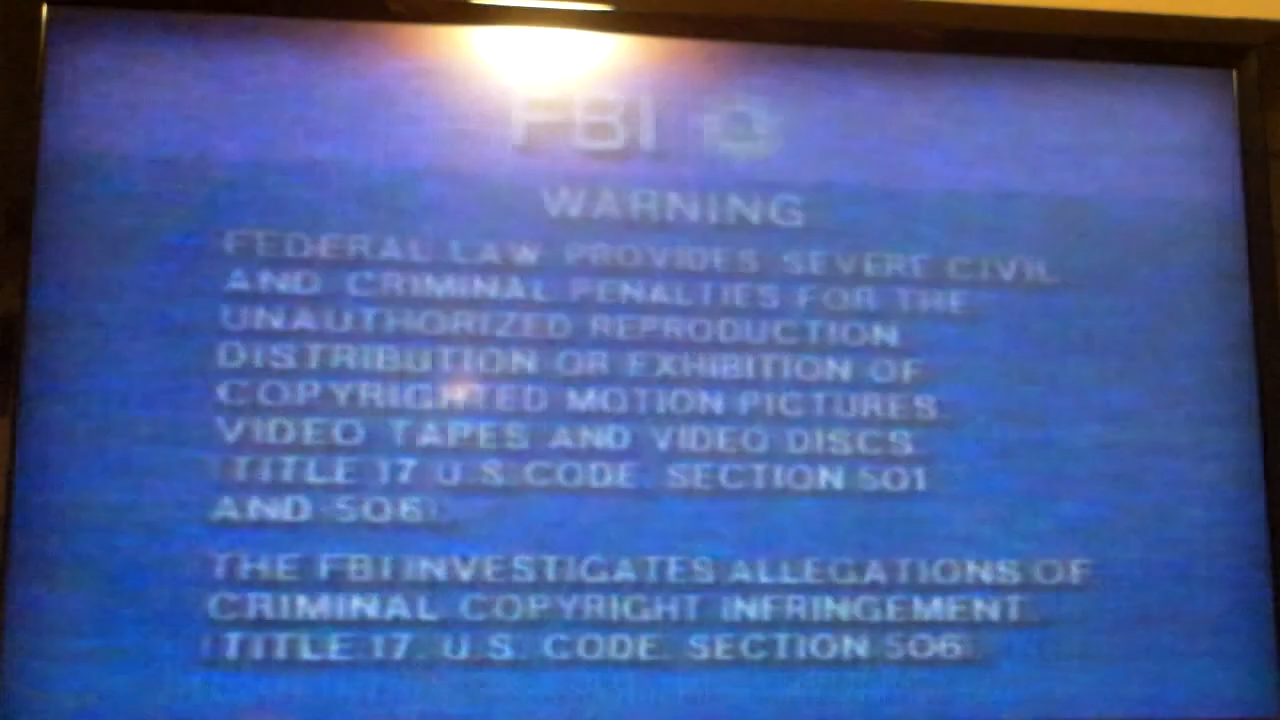 FBI
WARNING
FEDERAL LAW PROVIDES SEVERE CIVIL
AND CRIMINAL PENALTIES FOR THE
UNAUTHORIZED REPRODUCTION
DISTRIBUTION OR EXHIBITION OF
COPYRIGHTED MOTION PICTURES
VIDEO TAPES AND VIDEO DISCS
(TITLE 17 U.S. CODE SECTION 501
AND 506)
THE FBI INVESTIGATES ALLEGATIONS OF
CRIMINAL COPYRIGHT INFRINGEMENT.
(TITLE 17 U.S. CODE SECTION 506)